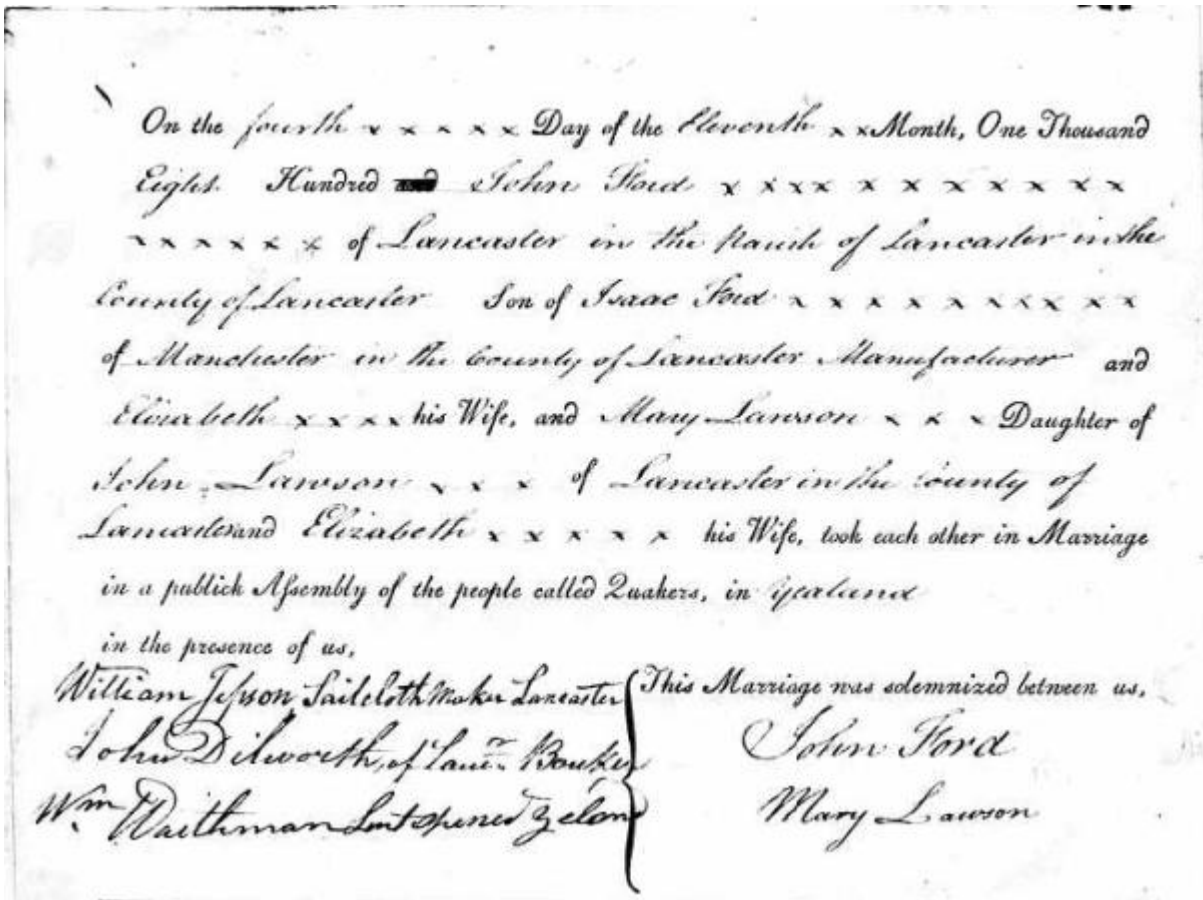 On the fourth x x x x x Day of the Eleventh x x Month, One Thousand
Eight Hundred and John Ford x x x x x x x x x x x x
x x x x x x of Lancaster in the Parish of Lancaster in the
County of Lancaster Son of Isaac Ford x x x x x x x x x x
of Manchester in the County of Lancaster Manufacturer and
Elizabeth x x x x his Wife, and Mary Lawson x x x Daughter of
John Lawson x x x of Lancaster in the County of
Lancaster and Elizabeth x x x x x his Wife, took each other in Marriage
in a publick Assembly of the people called Quakers, in Yealand
in the presence of us,
William Jepson Sailcloth Maker Lancaster
John Dilworth, of Lancr Banker
Wm Waithman
This Marriage was solemnized between us,
John Ford
Mary Lawson